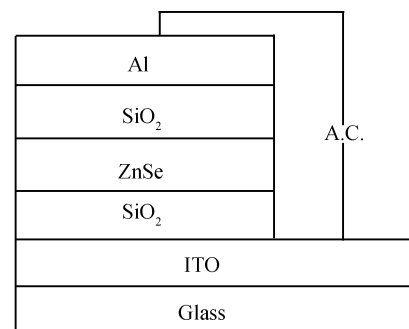 Al
SiO₂
ZnSe
A.C.
SiO₂
ITO
Glass